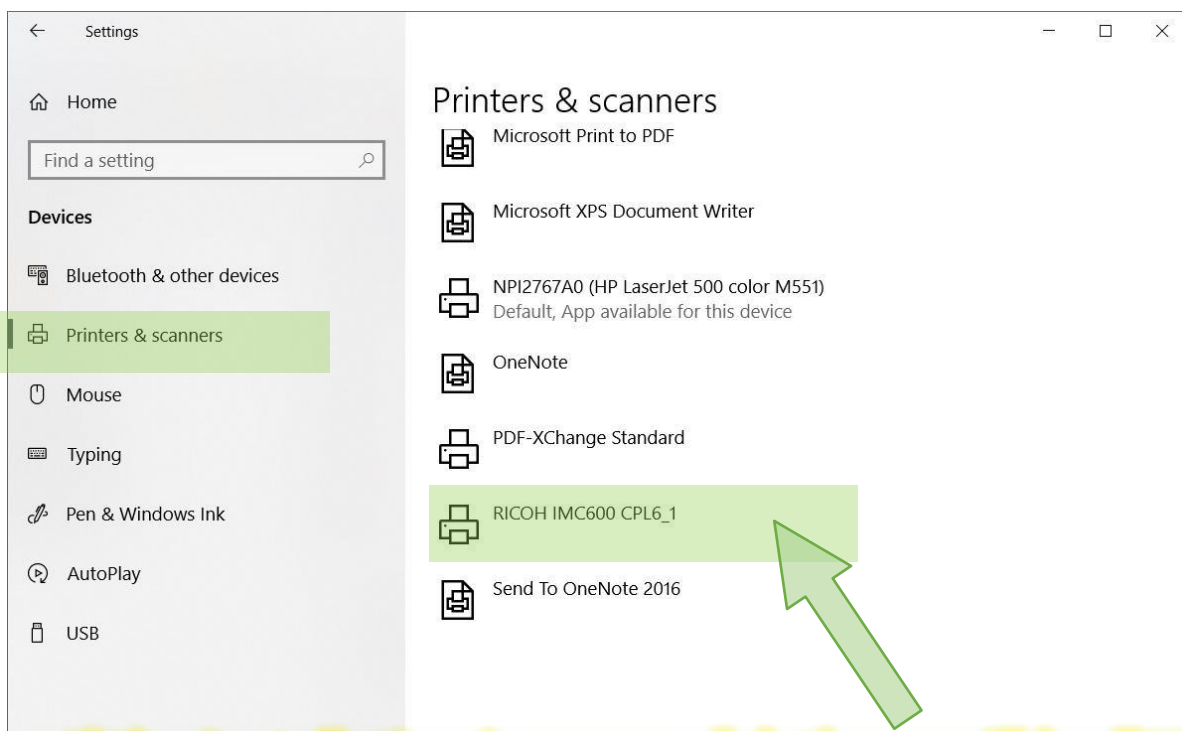 Settings
Home
Find a setting
Devices
Bluetooth & other devices
Printers & scanners
Mouse
Typing
Pen & Windows Ink
AutoPlay
USB
Printers & scanners
Microsoft Print to PDF
Microsoft XPS Document Writer
NPI2767A0 (HP LaserJet 500 color M551)
Default, App available for this device
OneNote
PDF-XChange Standard
RICOH IMC600 CPL6_1
Send To OneNote 2016